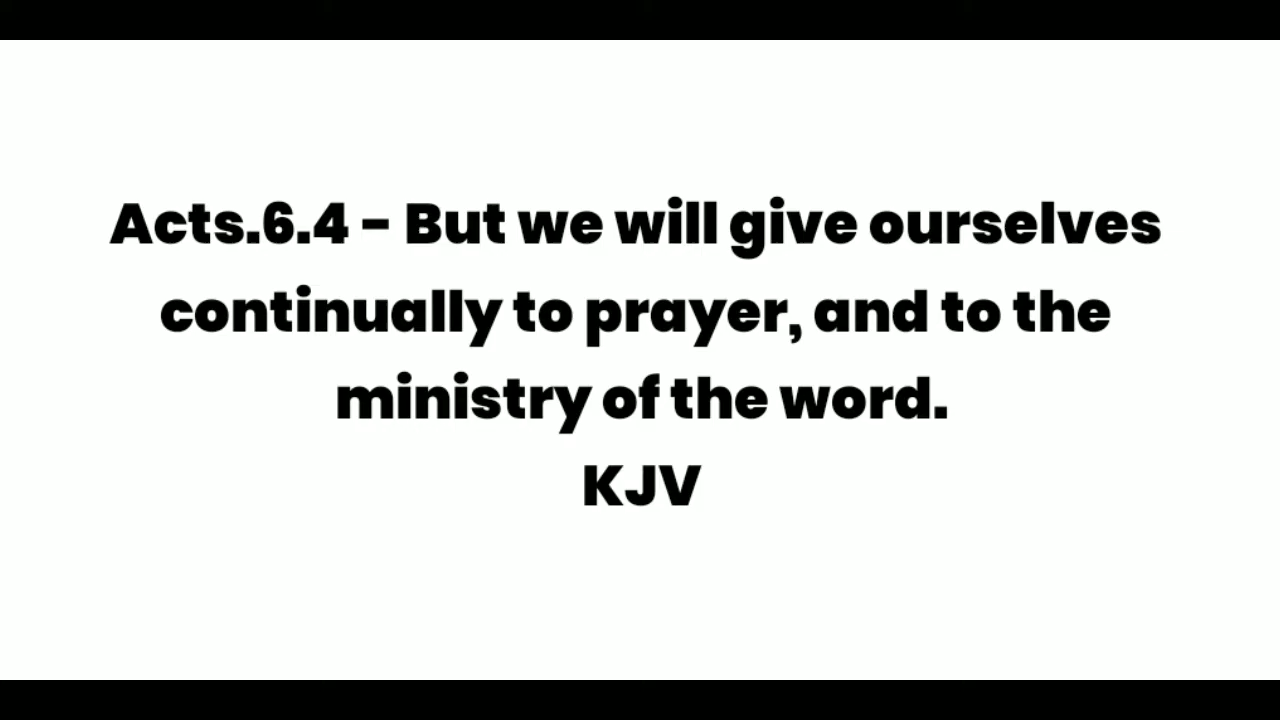 Acts.6.4 - But we will give ourselves
continually to prayer, and to the
ministry of the word.
KJV